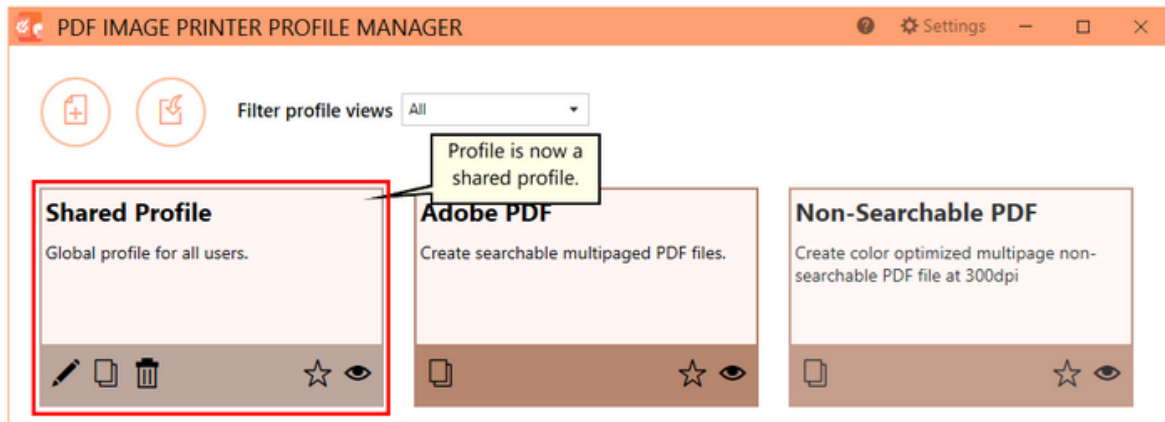 PDF IMAGE PRINTER PROFILE MANAGER
Settings
Filter profile views
All
Profile is now a
shared profile.
Shared Profile
Global profile for all users.
Adobe PDF
Create searchable multipaged PDF files.
Non-Searchable PDF
Create color optimized multipage non-
searchable PDF file at 300dpi